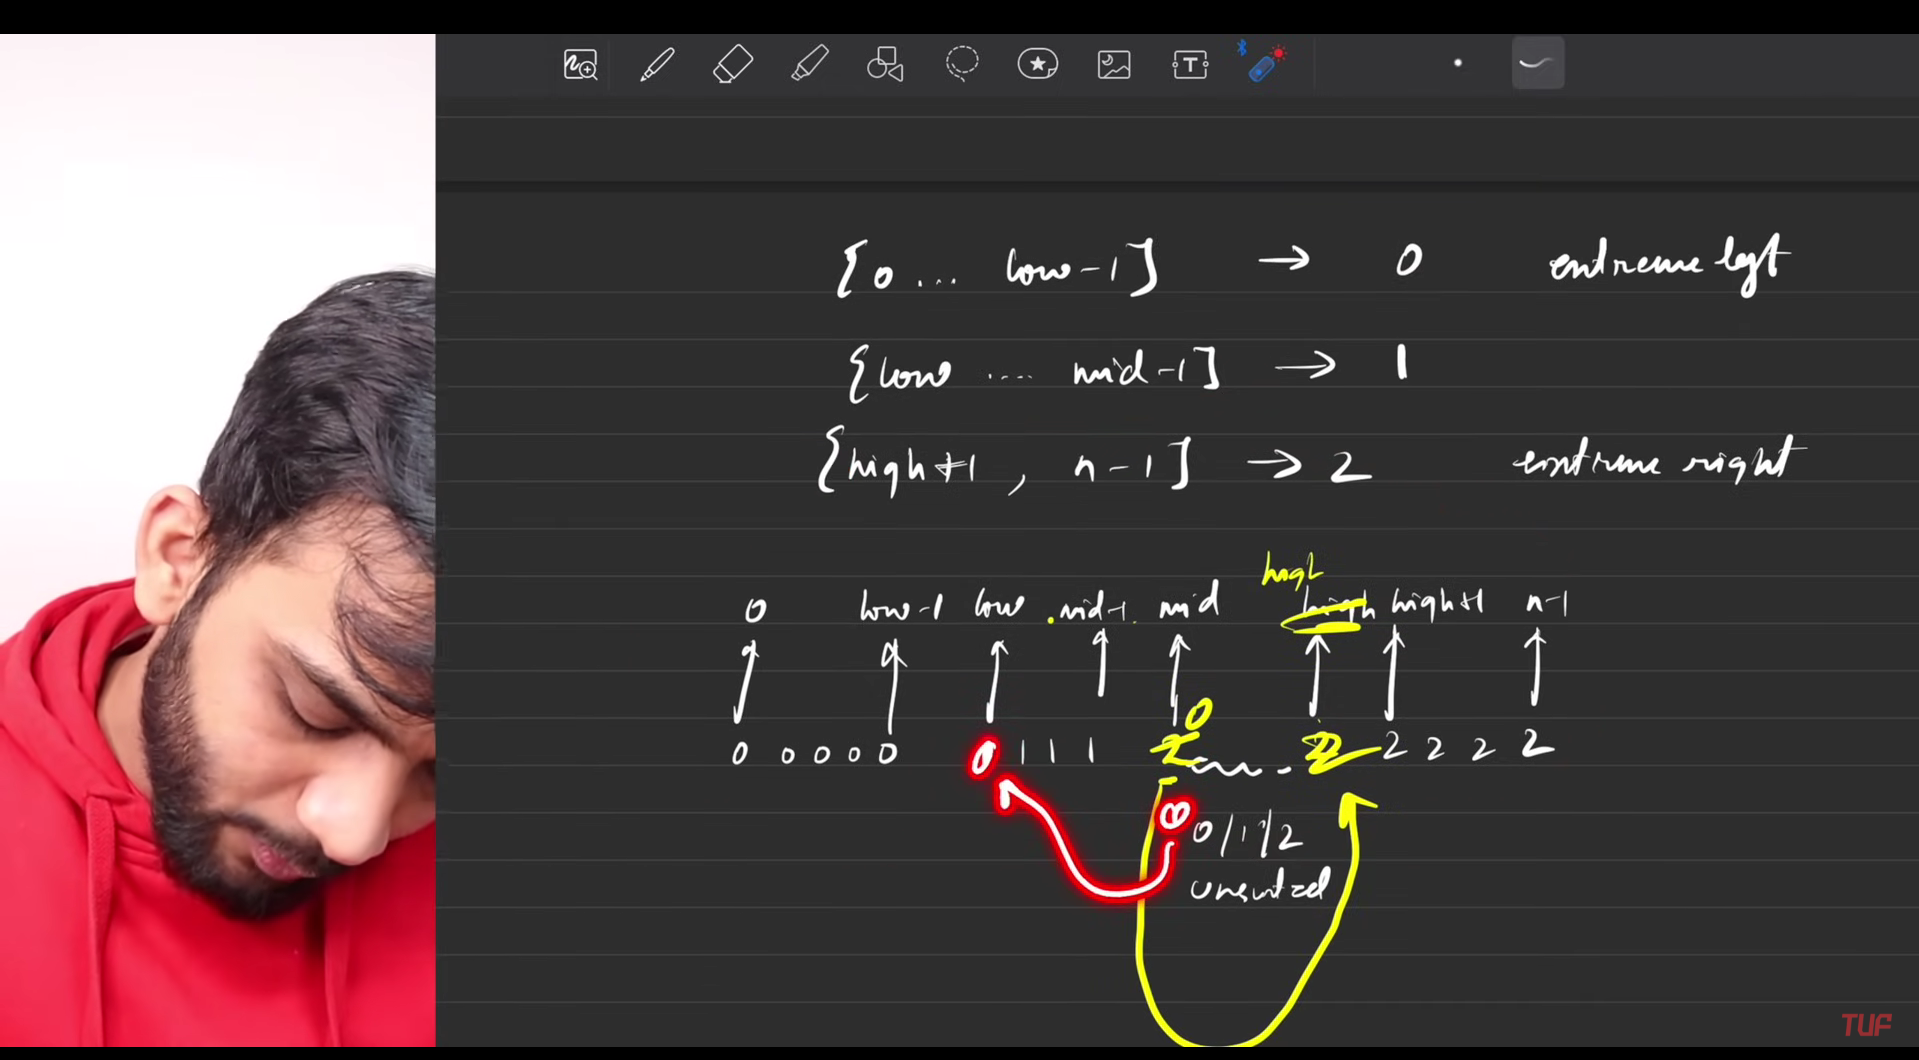 [0 ... low-1] → 0 extreme left
[low .... mid-1] → 1
[high+1 , n-1] → 2 extreme right
high
0 low-1 low mid-1 mid high high+1 n-1
0
0 0 0 0 0 0 1 1 1 2 2 2 2 2 2
0 0/1/2
unsorted
TUF